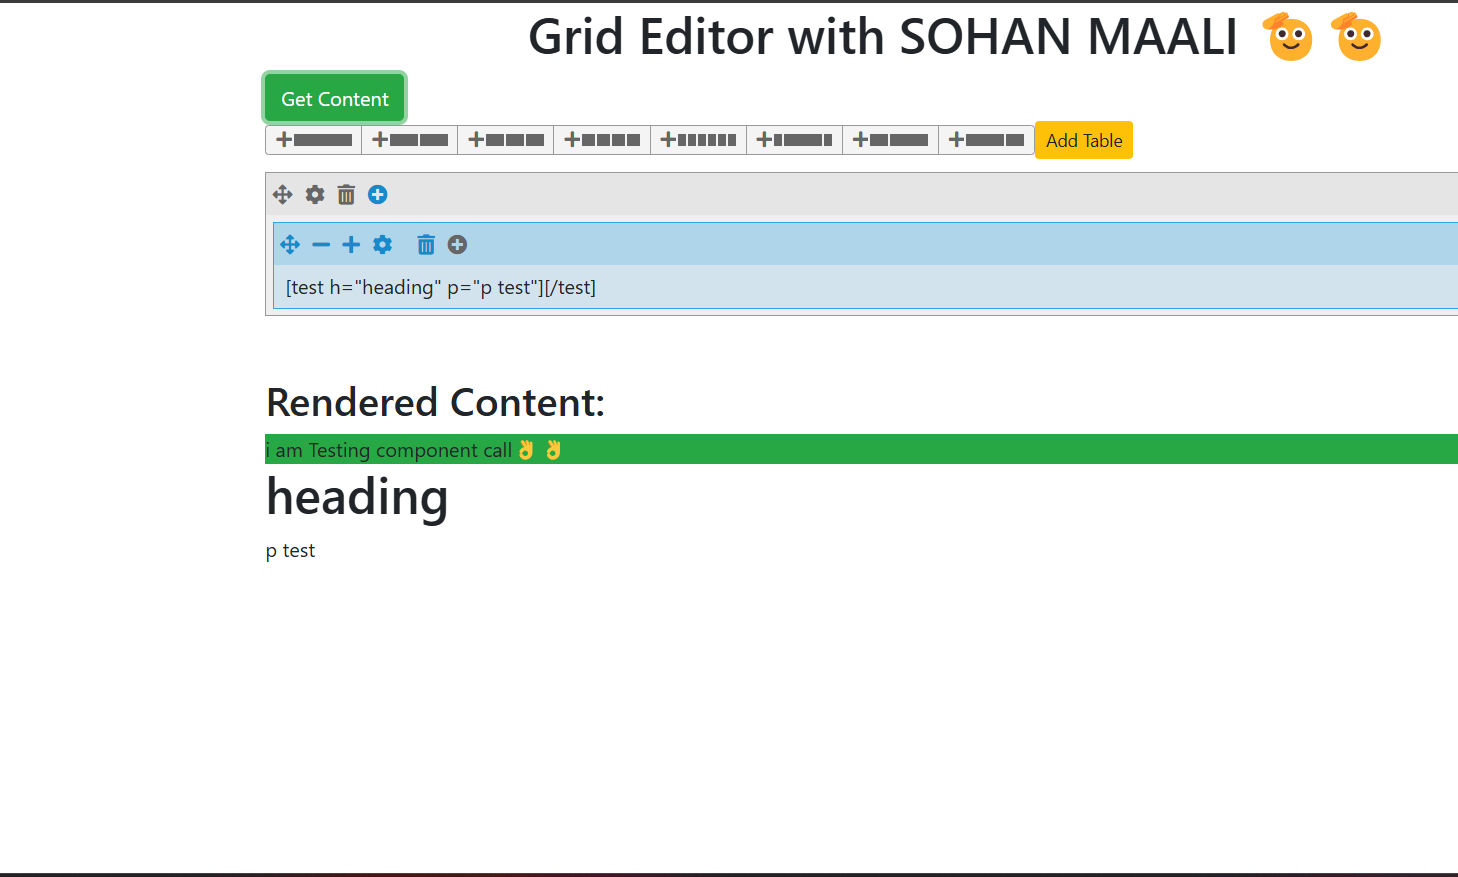 Grid Editor with SOHAN MAALI
Get Content
Add Table
[test h="heading" p="p test"][/test]
Rendered Content:
i am Testing component call👌 👌
heading
p test